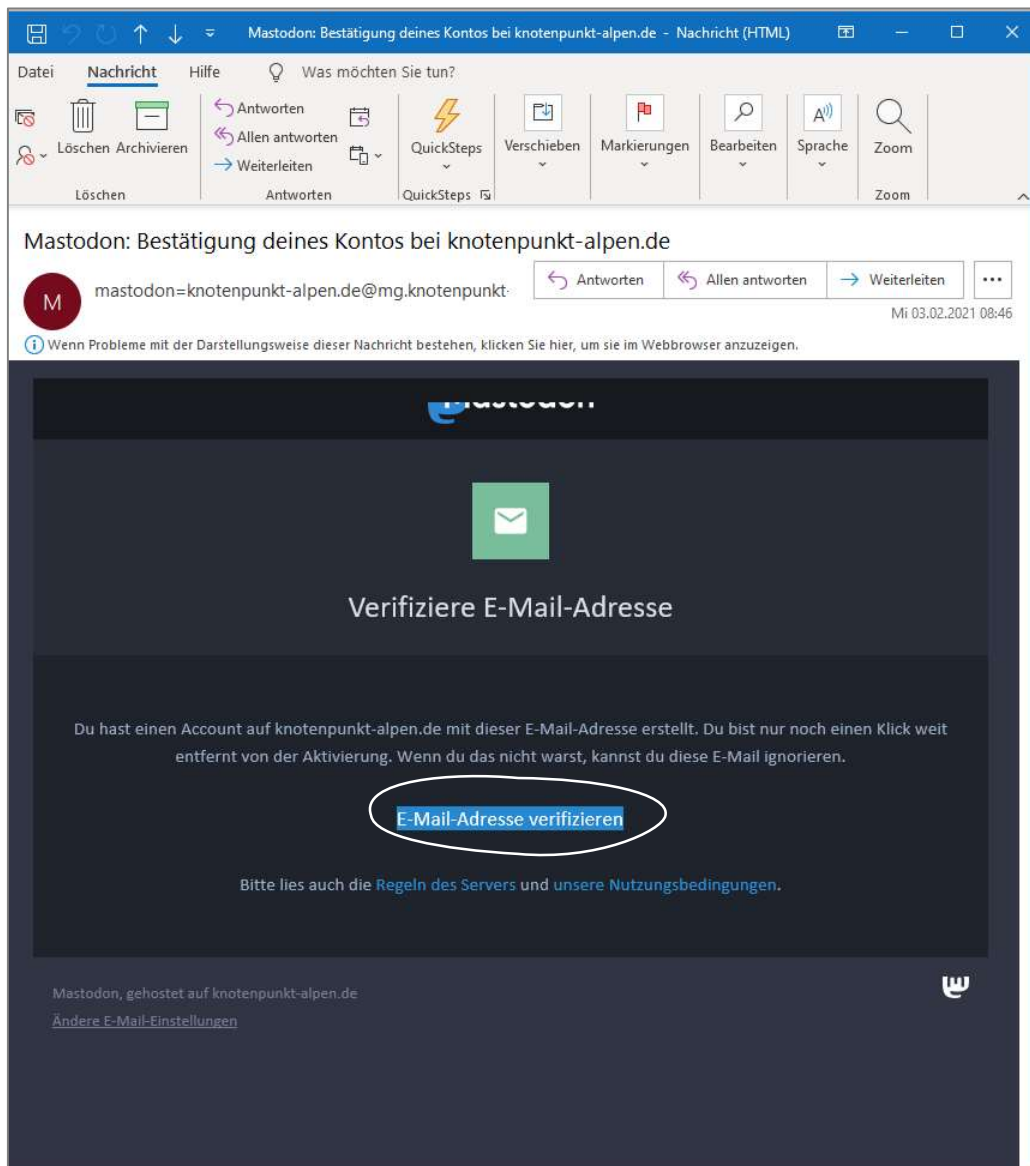 Mastodon: Bestätigung deines Kontos bei knotenpunkt-alpen.de - Nachricht (HTML)
Datei Nachricht Hilfe Was möchten Sie tun?
Löschen Archivieren
Antworten
Allen antworten
Weiterleiten
QuickSteps
Verschieben
Markierungen
Bearbeiten
Sprache
Zoom
Löschen Antworten QuickSteps Zoom
Mastodon: Bestätigung deines Kontos bei knotenpunkt-alpen.de
M
mastodon=knotenpunkt-alpen.de@mg.knotenpunkt-
Antworten Allen antworten Weiterleiten
Mi 03.02.2021 08:46
Wenn Probleme mit der Darstellungsweise dieser Nachricht bestehen, klicken Sie hier, um sie im Webbrowser anzuzeigen.
Mastodon
Verifiziere E-Mail-Adresse
Du hast einen Account auf knotenpunkt-alpen.de mit dieser E-Mail-Adresse erstellt. Du bist nur noch einen Klick weit
entfernt von der Aktivierung. Wenn du das nicht warst, kannst du diese E-Mail ignorieren.
E-Mail-Adresse verifizieren
Bitte lies auch die Regeln des Servers und unsere Nutzungsbedingungen.
Mastodon, gehostet auf knotenpunkt-alpen.de
Ändere E-Mail-Einstellungen